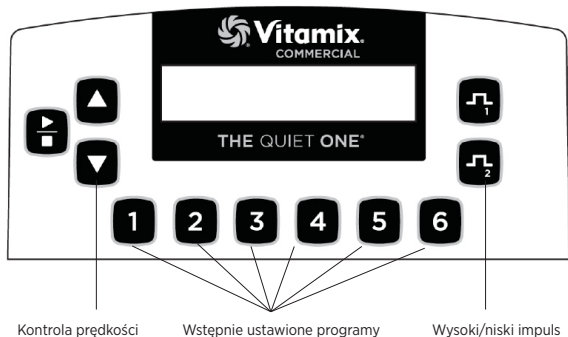 Vitamix.
COMMERCIAL
THE QUIET ONE®
1
2
1 2 3 4 5 6
Kontrola prędkości Wstępnie ustawione programy Wysoki/niski impuls